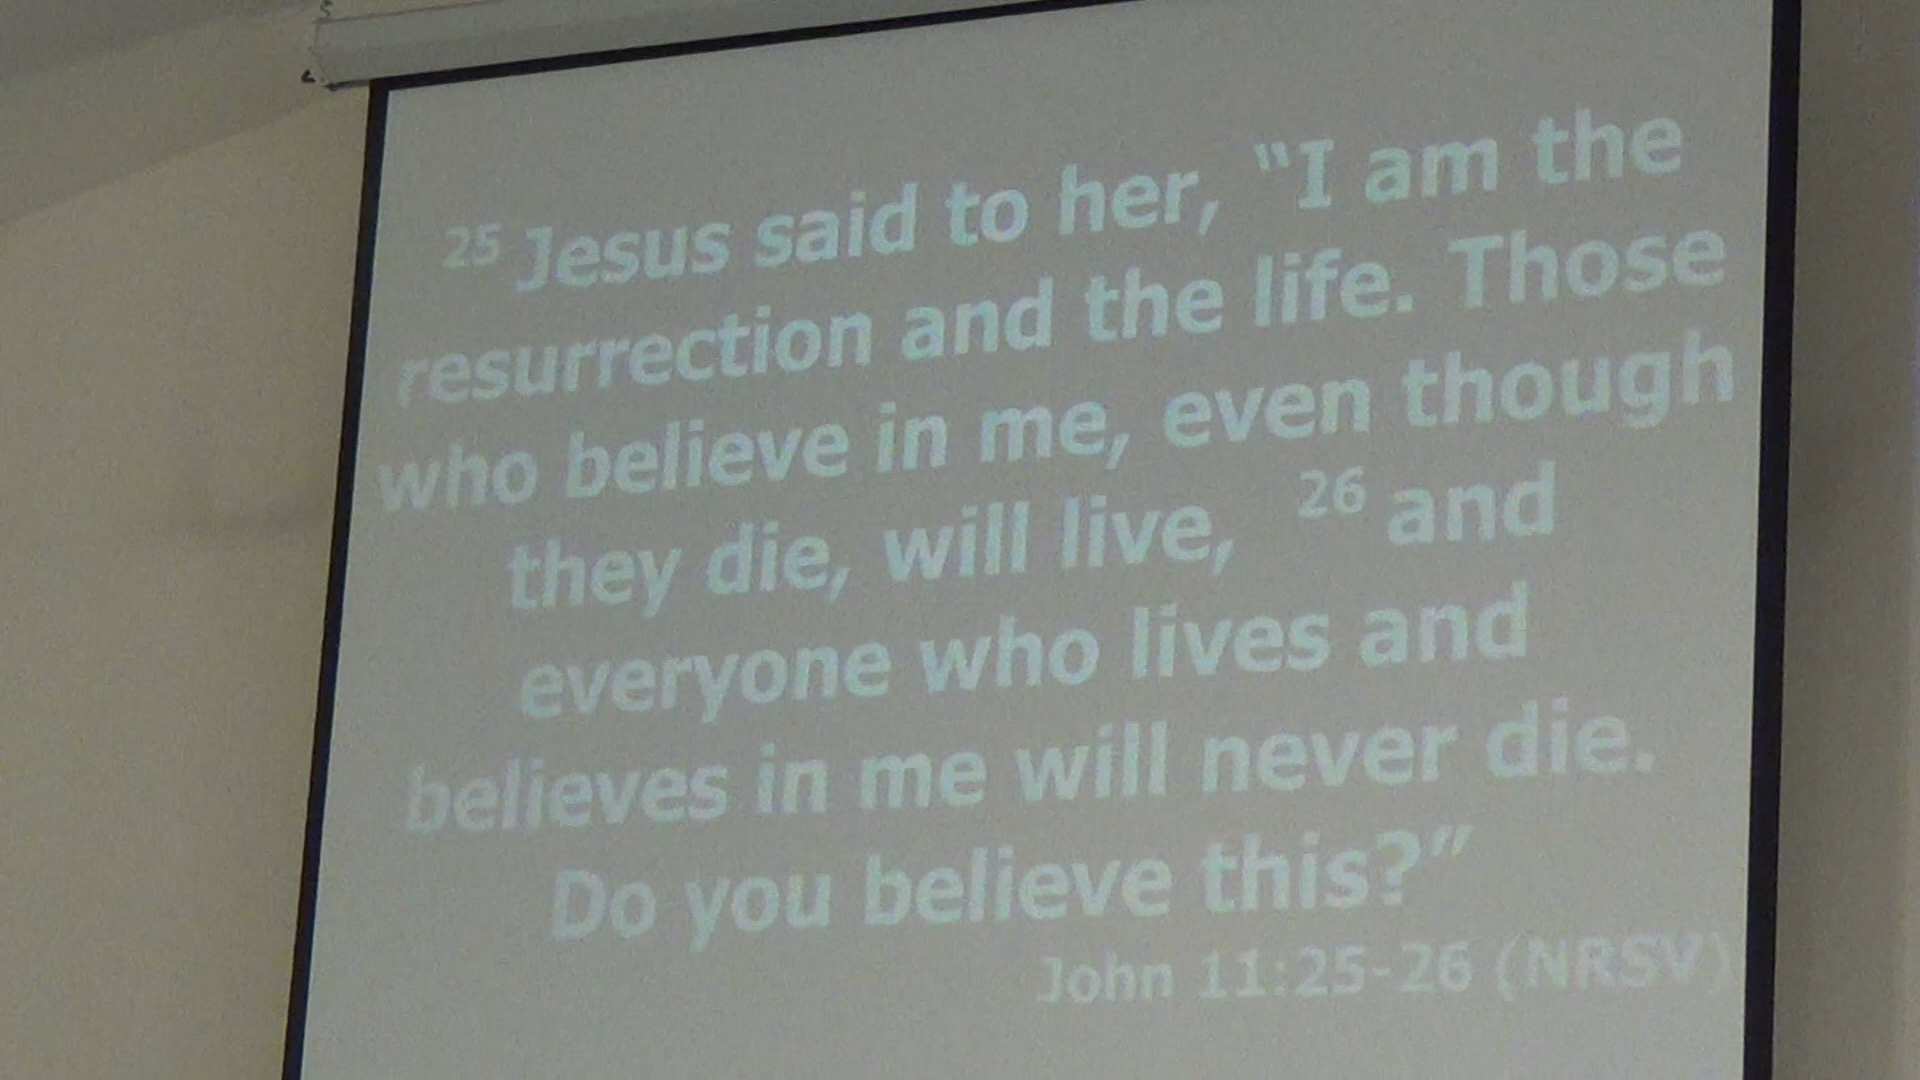 25 Jesus said to her, “I am the
resurrection and the life. Those
who believe in me, even though
they die, will live, 26 and
everyone who lives and
believes in me will never die.
Do you believe this?”
John 11:25-26 (NRSV)